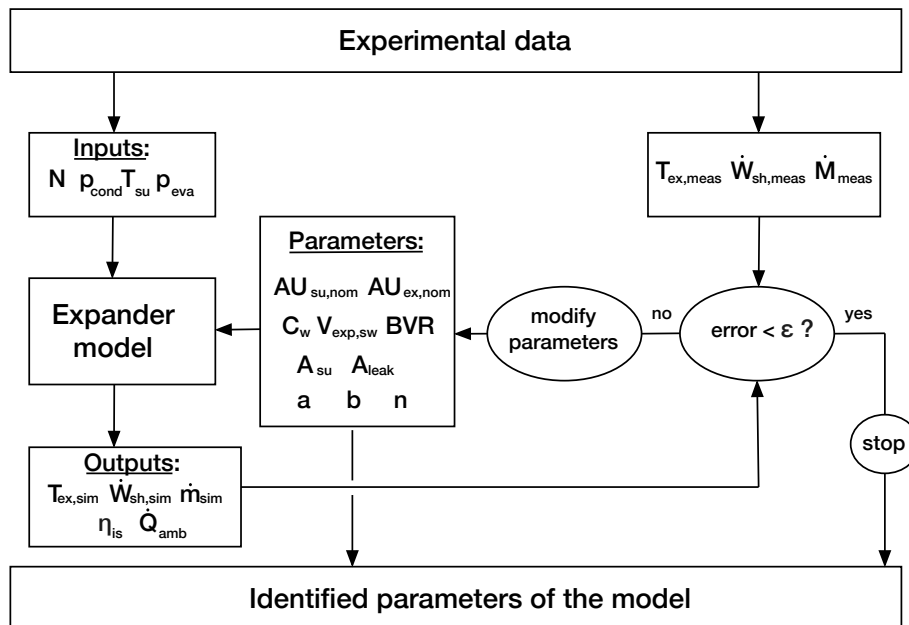 Experimental data
Inputs:
N p_cond T_su p_eva
T_ex,meas Ẇ_sh,meas Ṁ_meas
Parameters:
AU_su,nom AU_ex,nom
C_w V_exp,sw BVR
A_su A_leak
a b n
Expander
model
modify
parameters
no
error < ε ?
yes
stop
Outputs:
T_ex,sim Ẇ_sh,sim ṁ_sim
η_is Q̇_amb
Identified parameters of the model